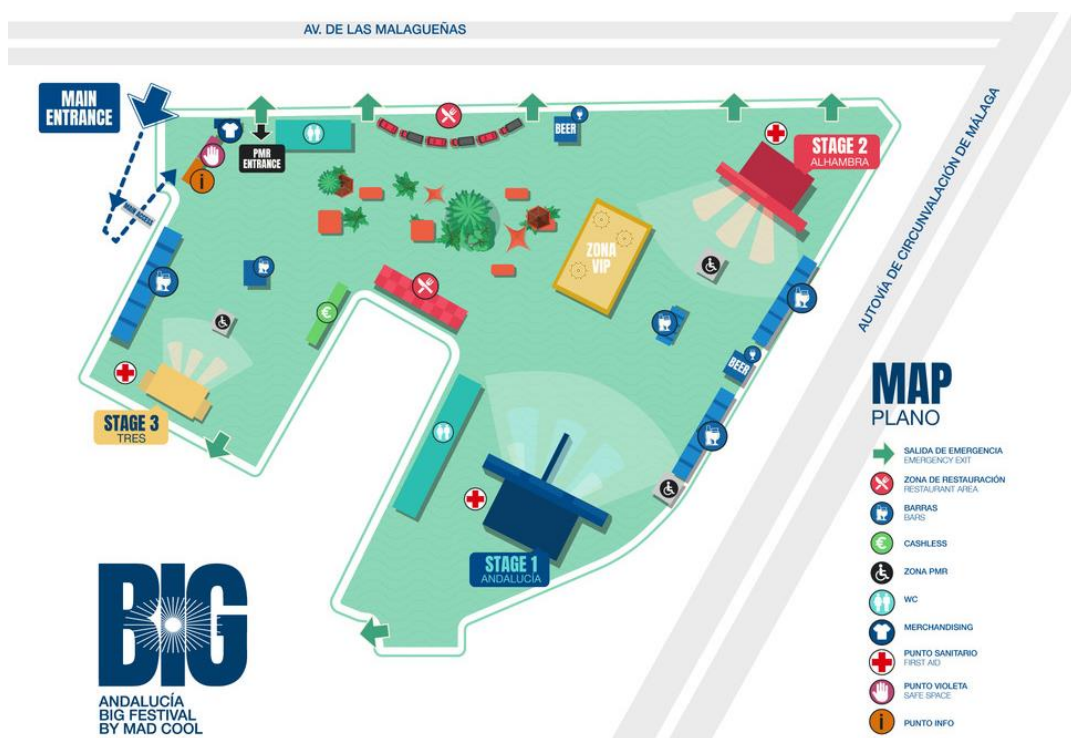 AV. DE LAS MALAGUEÑAS
MAIN
ENTRANCE
PMR
ENTRANCE
BEER
STAGE 2
ALHAMBRA
MAIN ACCESS
i
AUTOVÍA DE CIRCUNVALACIÓN DE MÁLAGA
ZONA
VIP
€
BEER
STAGE 3
TRES
STAGE 1
ANDALUCÍA
MAP
PLANO
SALIDA DE EMERGENCIA
EMERGENCY EXIT
ZONA DE RESTAURACIÓN
RESTAURANT AREA
BARRAS
BARS
€ CASHLESS
ZONA PMR
WC
MERCHANDISING
PUNTO SANITARIO
FIRST AID
PUNTO VIOLETA
SAFE SPACE
i PUNTO INFO
BIG
ANDALUCÍA
BIG FESTIVAL
BY MAD COOL